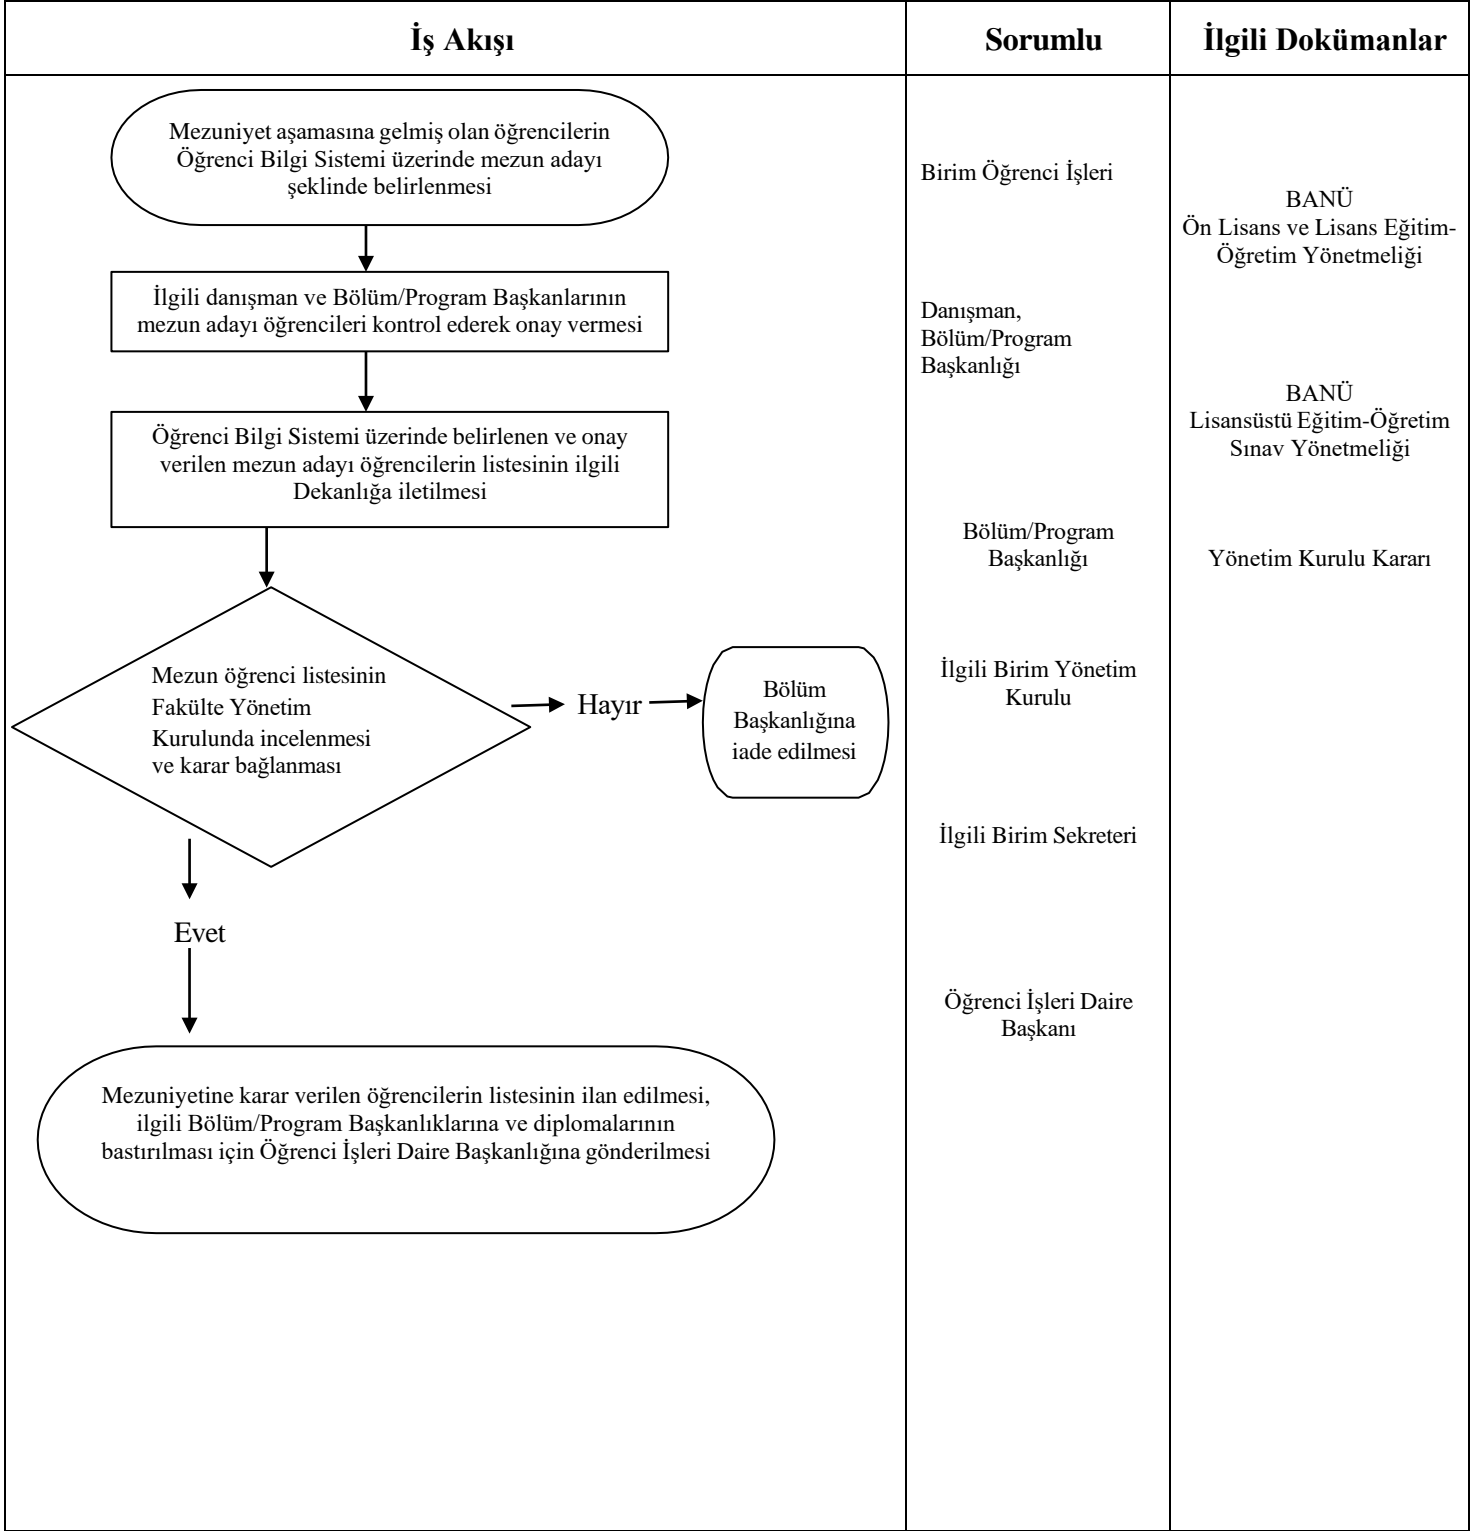 İş Akışı
Sorumlu
İlgili Dokümanlar
Mezuniyet aşamasına gelmiş olan öğrencilerin
Öğrenci Bilgi Sistemi üzerinde mezun adayı
şeklinde belirlenmesi
İlgili danışman ve Bölüm/Program Başkanlarının
mezun adayı öğrencileri kontrol ederek onay vermesi
Öğrenci Bilgi Sistemi üzerinde belirlenen ve onay
verilen mezun adayı öğrencilerin listesinin ilgili
Dekanlığa iletilmesi
Mezun öğrenci listesinin
Fakülte Yönetim
Kurulunda incelenmesi
ve karar bağlanması
Hayır
Bölüm
Başkanlığına
iade edilmesi
Evet
Mezuniyetine karar verilen öğrencilerin listesinin ilan edilmesi,
ilgili Bölüm/Program Başkanlıklarına ve diplomalarının
bastırılması için Öğrenci İşleri Daire Başkanlığına gönderilmesi
Birim Öğrenci İşleri
Danışman,
Bölüm/Program
Başkanlığı
Bölüm/Program
Başkanlığı
İlgili Birim Yönetim
Kurulu
İlgili Birim Sekreteri
Öğrenci İşleri Daire
Başkanı
BANÜ
Ön Lisans ve Lisans Eğitim-
Öğretim Yönetmeliği
BANÜ
Lisansüstü Eğitim-Öğretim
Sınav Yönetmeliği
Yönetim Kurulu Kararı